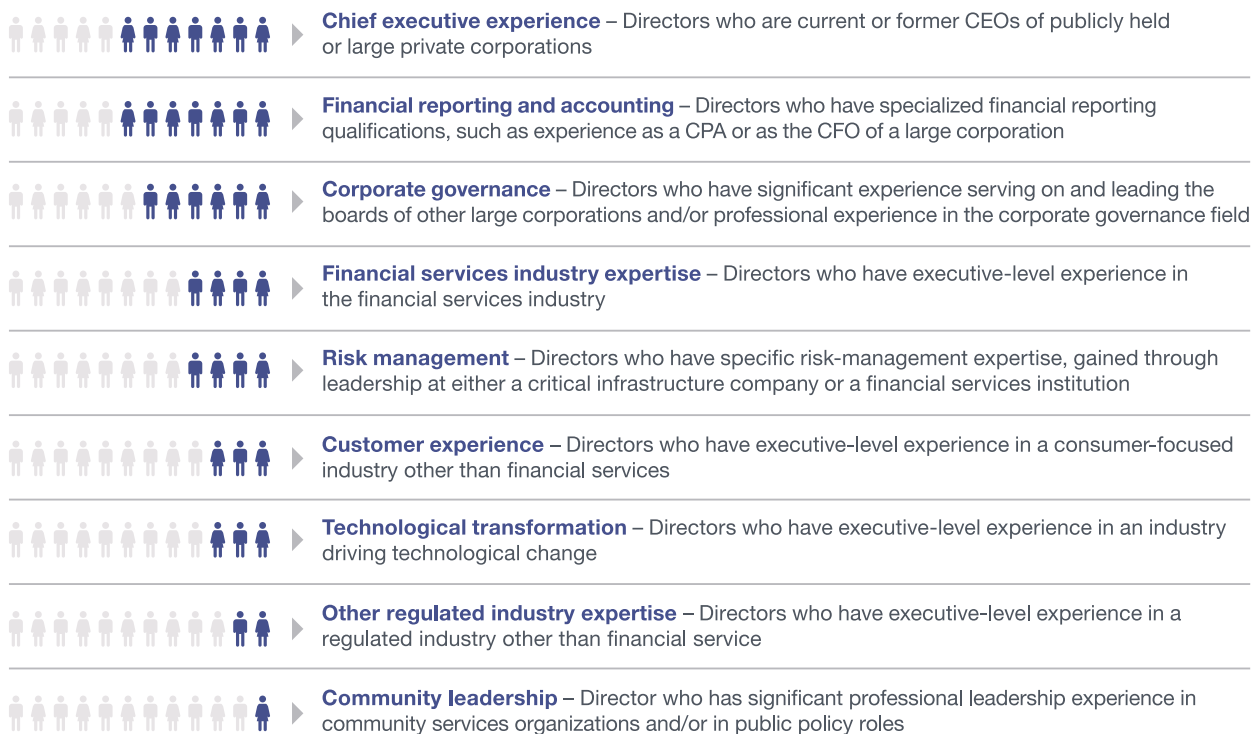 Chief executive experience – Directors who are current or former CEOs of publicly held
or large private corporations
Financial reporting and accounting – Directors who have specialized financial reporting
qualifications, such as experience as a CPA or as the CFO of a large corporation
Corporate governance – Directors who have significant experience serving on and leading the
boards of other large corporations and/or professional experience in the corporate governance field
Financial services industry expertise – Directors who have executive-level experience in
the financial services industry
Risk management – Directors who have specific risk-management expertise, gained through
leadership at either a critical infrastructure company or a financial services institution
Customer experience – Directors who have executive-level experience in a consumer-focused
industry other than financial services
Technological transformation – Directors who have executive-level experience in an industry
driving technological change
Other regulated industry expertise – Directors who have executive-level experience in a
regulated industry other than financial service
Community leadership – Director who has significant professional leadership experience in
community services organizations and/or in public policy roles